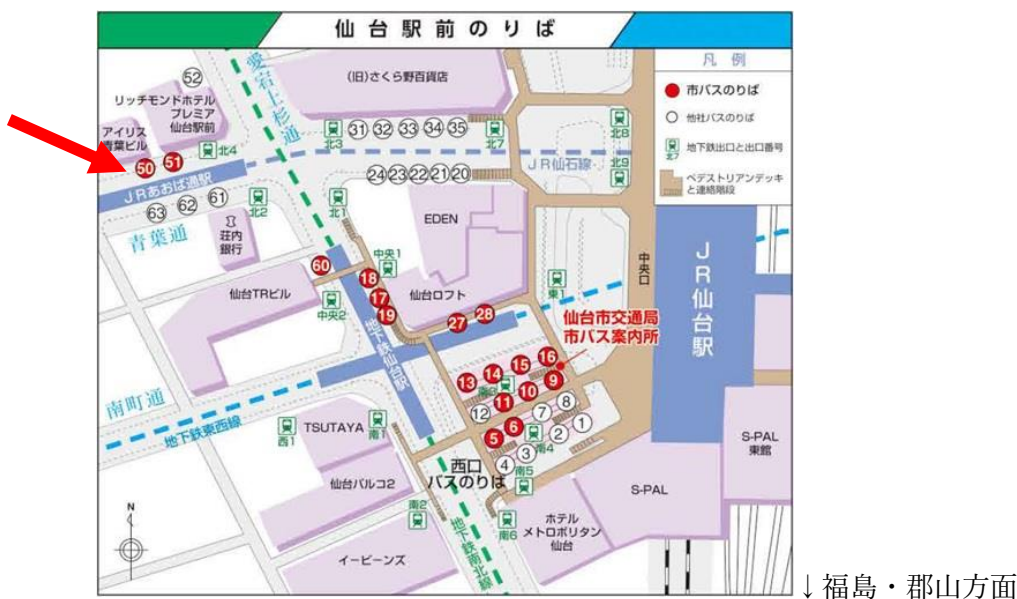 仙台駅前のりば
凡例
市バスのりば
他社バスのりば
北7
地下鉄出口と出口番号
ペデストリアンデッキ
と連絡階段
愛宕上杉通
(旧)さくら野百貨店
52
リッチモンドホテル
プレミア
仙台駅前
アイリス
青葉ビル
50
51
北4
北3
31
32
33
34
35
北7
北8
JR仙石線
北9
JRあおば通駅
24
23
22
21
20
63
62
61
北2
北1
青葉通
荘内
銀行
EDEN
中央1
60
18
仙台TRビル
17
仙台ロフト
中央2
19
27
28
東1
中央口
JR仙台駅
仙台市交通局
市バス案内所
地下鉄仙台駅
16
15
14
13
南3
9
10
11
12
8
7
6
5
1
2
南4
3
4
南5
南町通
地下鉄東西線
西1
TSUTAYA
南1
西口
バスのりば
S-PAL
東館
仙台パルコ2
S-PAL
南2
南6
ホテル
メトロポリタン
仙台
地下鉄南北線
イービーンズ
N
↓福島・郡山方面